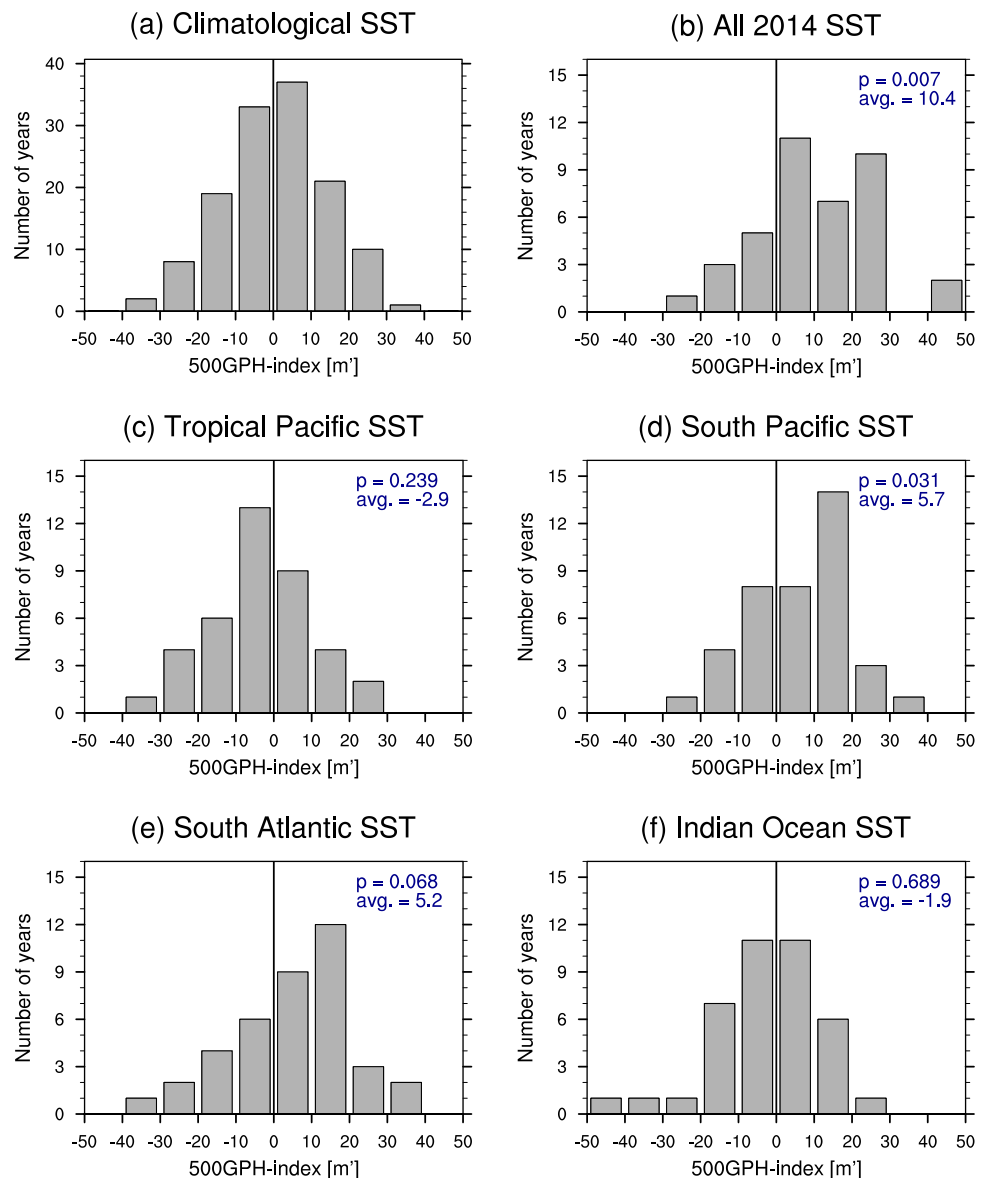 (a) Climatological SST
Number of years
40
30
20
10
0
-50 -40 -30 -20 -10 0 10 20 30 40 50
500GPH-index [m']
(b) All 2014 SST
p = 0.007
avg. = 10.4
Number of years
15
12
9
6
3
0
-50 -40 -30 -20 -10 0 10 20 30 40 50
500GPH-index [m']
(c) Tropical Pacific SST
p = 0.239
avg. = -2.9
Number of years
15
12
9
6
3
0
-50 -40 -30 -20 -10 0 10 20 30 40 50
500GPH-index [m']
(d) South Pacific SST
p = 0.031
avg. = 5.7
Number of years
15
12
9
6
3
0
-50 -40 -30 -20 -10 0 10 20 30 40 50
500GPH-index [m']
(e) South Atlantic SST
p = 0.068
avg. = 5.2
Number of years
15
12
9
6
3
0
-50 -40 -30 -20 -10 0 10 20 30 40 50
500GPH-index [m']
(f) Indian Ocean SST
p = 0.689
avg. = -1.9
Number of years
15
12
9
6
3
0
-50 -40 -30 -20 -10 0 10 20 30 40 50
500GPH-index [m']